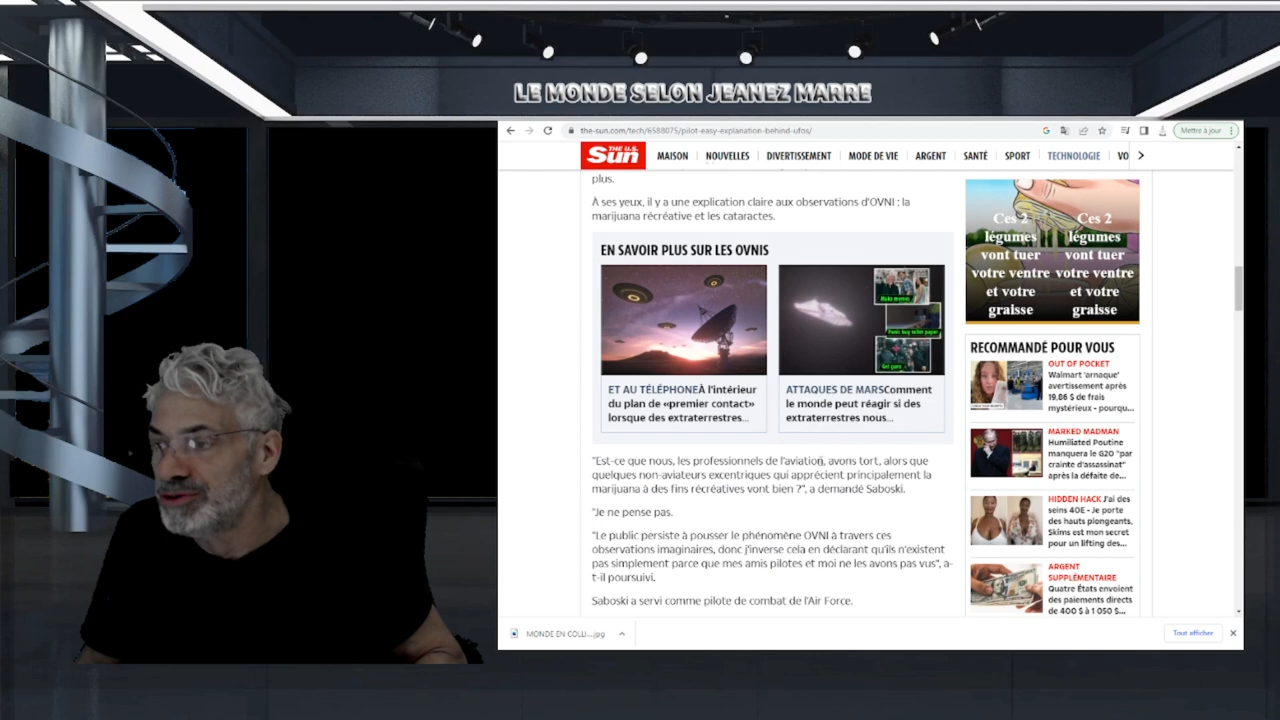 LE MONDE SELON JEANEZ MARRE
the-sun.com/tech/6588075/pilot-easy-explanation-behind-ufos/
Mettre à jour
THE U.S.
Sun
MAISON
NOUVELLES
DIVERTISSEMENT
MODE DE VIE
ARGENT
SANTÉ
SPORT
TECHNOLOGIE
VO
plus.
À ses yeux, il y a une explication claire aux observations d'OVNI : la
marijuana récréative et les cataractes.
EN SAVOIR PLUS SUR LES OVNIS
Make memes
Panic buy toilet paper
Get guns
ET AU TÉLÉPHONEÀ l'intérieur
du plan de «premier contact»
lorsque des extraterrestres...
ATTAQUES DE MARSComment
le monde peut réagir si des
extraterrestres nous...
"Est-ce que nous, les professionnels de l'aviation, avons tort, alors que
quelques non-aviateurs excentriques qui apprécient principalement la
marijuana à des fins récréatives vont bien ?", a demandé Saboski.
"Je ne pense pas.
"Le public persiste à pousser le phénomène OVNI à travers ces
observations imaginaires, donc j'inverse cela en déclarant qu'ils n'existent
pas simplement parce que mes amis pilotes et moi ne les avons pas vus", a-
t-il poursuivi.
Saboski a servi comme pilote de combat de l'Air Force.
Ces 2
légumes
vont tuer
votre ventre
et votre
graisse
Ces 2
légumes
vont tuer
votre ventre
et votre
graisse
RECOMMANDÉ POUR VOUS
OUT OF POCKET
Walmart 'arnaque'
avertissement après
19,86 $ de frais
mystérieux - pourqu...
MARKED MADMAN
Humiliated Poutine
manquera le G20 "par
crainte d'assassinat"
après la défaite de...
HIDDEN HACK J'ai des
seins 40E - Je porte
des hauts plongeants,
Skims est mon secret
pour un lifting des...
ARGENT
SUPPLÉMENTAIRE
Quatre États envoient
des paiements directs
de 400 $ à 1 050 $...
MONDE EN COLU....jpg
Tout afficher